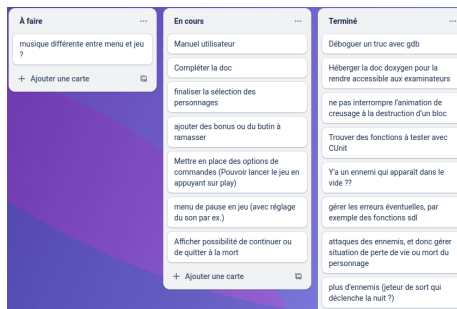 À faire
musique différente entre menu et jeu
?
Ajouter une carte
En cours
Manuel utilisateur
Compléter la doc
finaliser la sélection des
personnages
ajouter des bonus ou du butin à
ramasser
Mettre en place des options de
commandes (Pouvoir lancer le jeu en
appuyant sur play)
menu de pause en jeu (avec réglage
du son par ex.)
Afficher possibilité de continuer ou
de quitter à la mort
Ajouter une carte
Terminé
Déboguer un truc avec gdb
Héberger la doc doxygen pour la
rendre accessible aux examinateurs
ne pas interrompre l'animation de
creusage à la destruction d'un bloc
Trouver des fonctions à tester avec
CUnit
Y'a un ennemi qui apparaît dans le
vide ??
gérer les erreurs éventuelles, par
exemple des fonctions sdl
attaques des ennemis, et donc gérer
situation de perte de vie ou mort du
personnage
plus d'ennemis (jeteur de sort qui
déclenche la nuit ?)